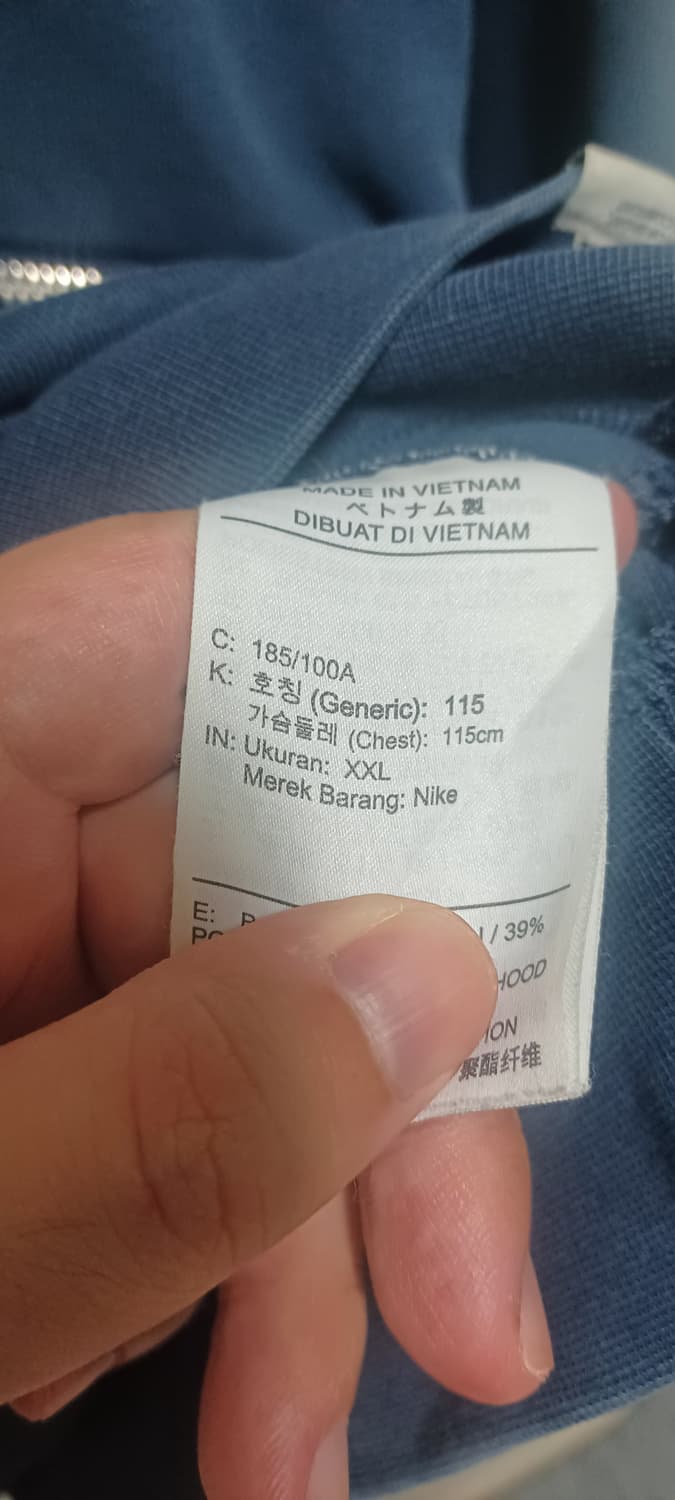 MADE IN VIETNAM
ベトナム製
DIBUAT DI VIETNAM
C: 185/100A
K: 호칭 (Generic): 115
가슴둘레 (Chest): 115cm
IN: Ukuran: XXL
Merek Barang: Nike
E:
/ 39%
HOOD
聚酯纤维